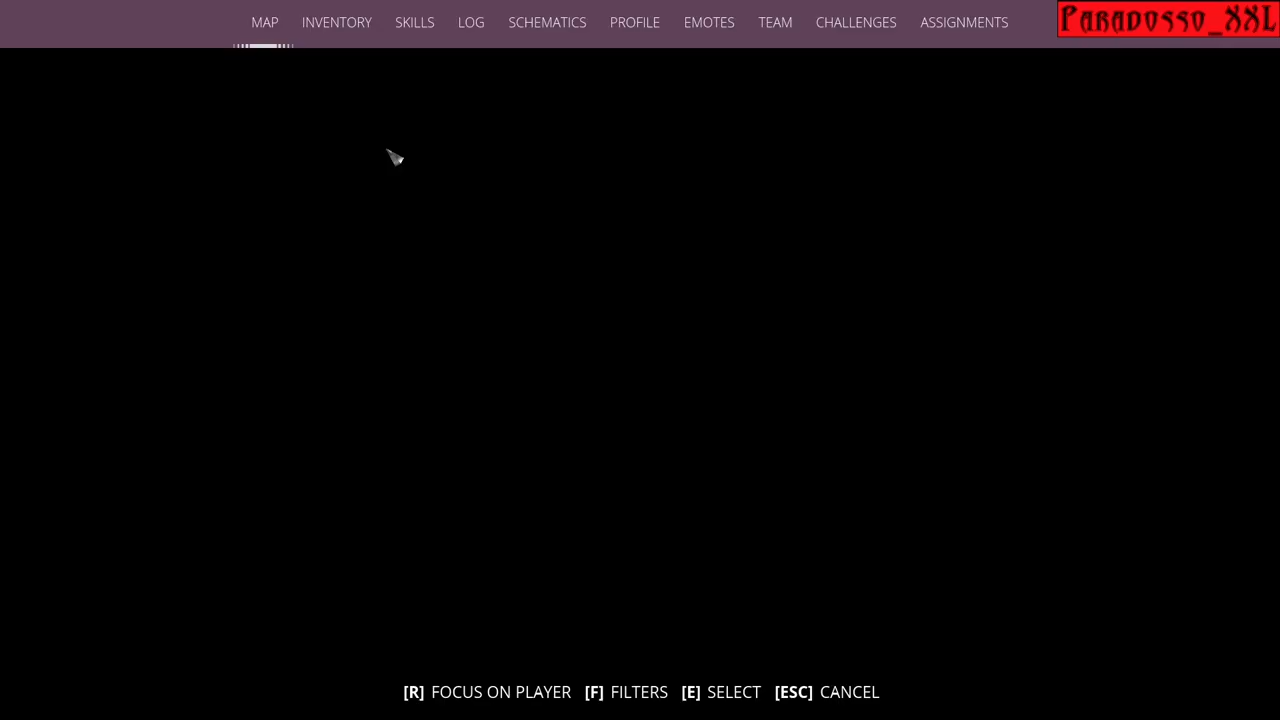 MAP INVENTORY SKILLS LOG SCHEMATICS PROFILE EMOTES TEAM CHALLENGES ASSIGNMENTS Paradosso_XXL
[R] FOCUS ON PLAYER [F] FILTERS [E] SELECT [ESC] CANCEL